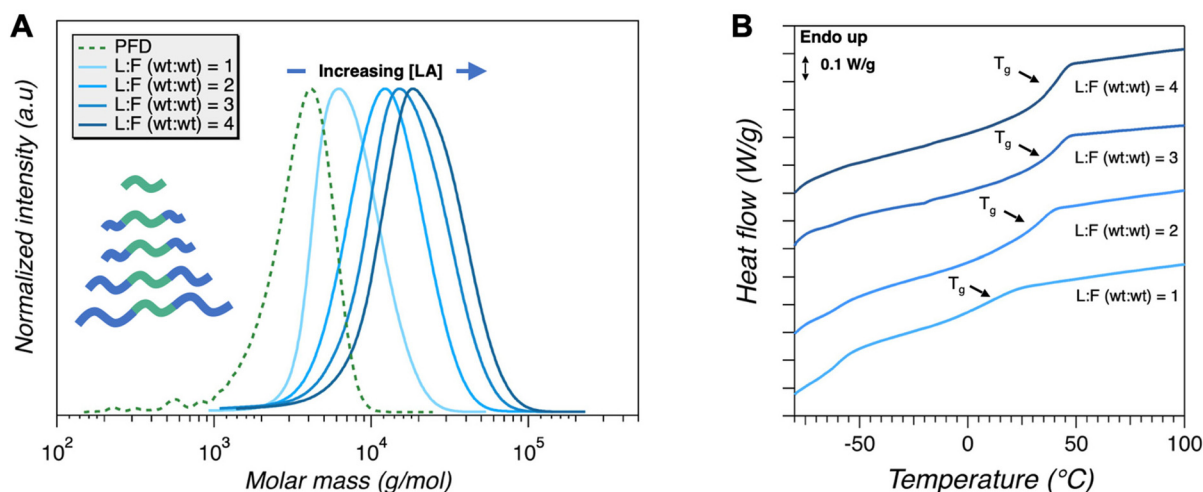 A
PFD
L:F (wt:wt) = 1
L:F (wt:wt) = 2
L:F (wt:wt) = 3
L:F (wt:wt) = 4
Increasing [LA]
Normalized intensity (a.u)
10²
10³
10⁴
10⁵
Molar mass (g/mol)
B
Endo up
0.1 W/g
Tg
L:F (wt:wt) = 4
Tg
L:F (wt:wt) = 3
Tg
L:F (wt:wt) = 2
Tg
L:F (wt:wt) = 1
Heat flow (W/g)
-50
0
50
100
Temperature (°C)